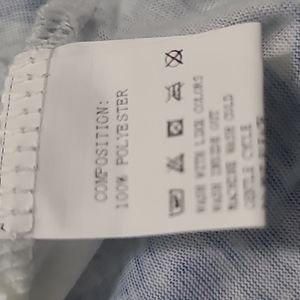 COMPOSITION:
100% POLYESTER
WASH WITH LIKE COLORS
WASH INSIDE OUT
MACHINE WASH COLD
GENTLE CYCLE